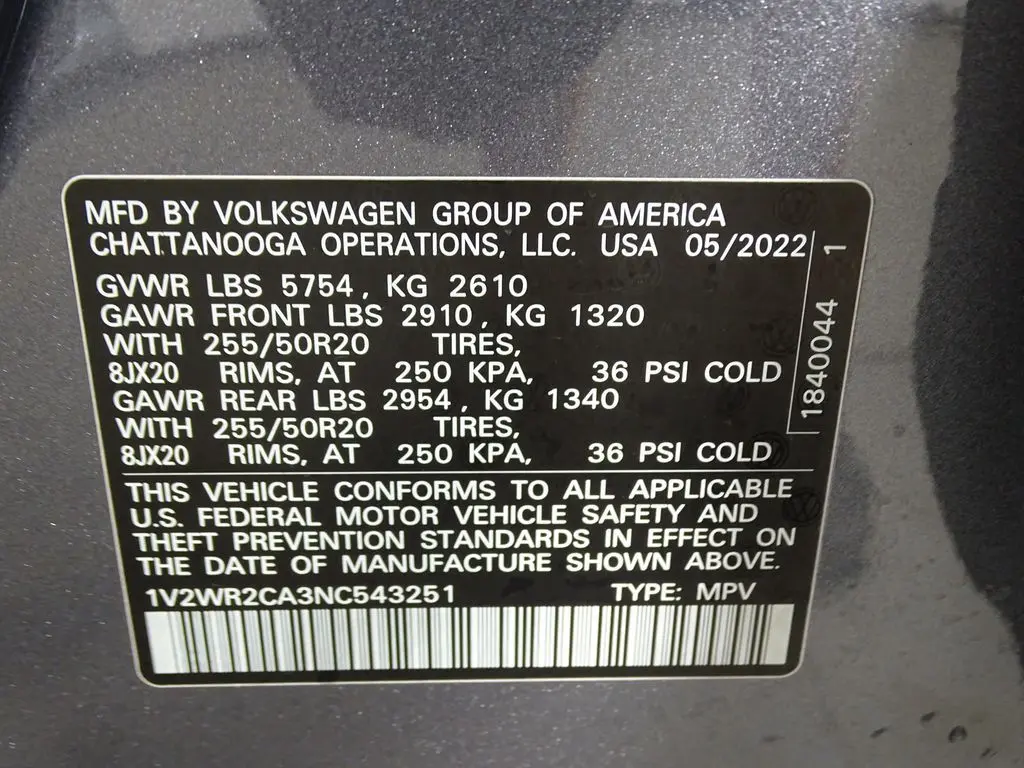 MFD BY VOLKSWAGEN GROUP OF AMERICA
CHATTANOOGA OPERATIONS, LLC. USA 05/2022
GVWR LBS 5754, KG 2610
GAWR FRONT LBS 2910, KG 1320
WITH 255/50R20 TIRES,
8JX20 RIMS, AT 250 KPA, 36 PSI COLD
GAWR REAR LBS 2954, KG 1340
WITH 255/50R20 TIRES,
8JX20 RIMS, AT 250 KPA, 36 PSI COLD
1840044 1
THIS VEHICLE CONFORMS TO ALL APPLICABLE
U.S. FEDERAL MOTOR VEHICLE SAFETY AND
THEFT PREVENTION STANDARDS IN EFFECT ON
THE DATE OF MANUFACTURE SHOWN ABOVE.
1V2WR2CA3NC543251 TYPE: MPV